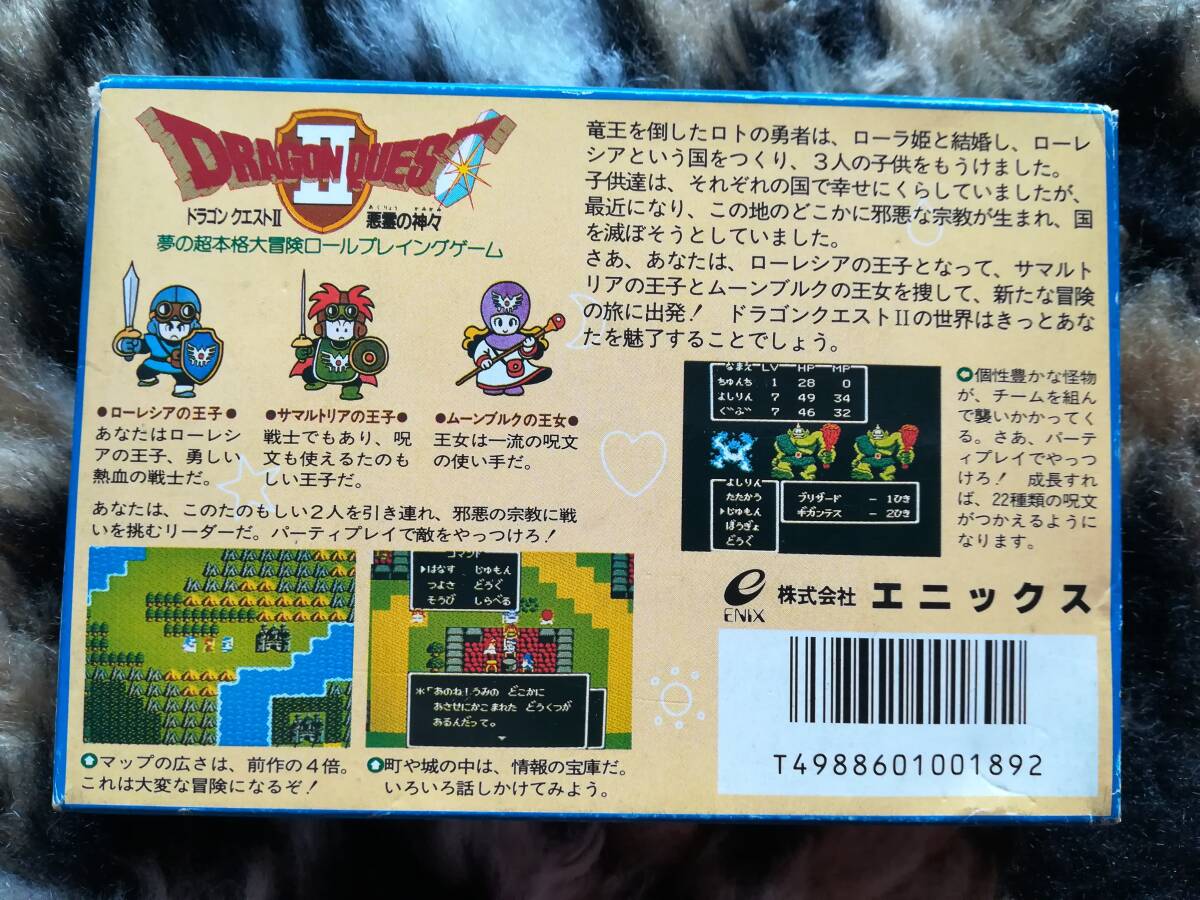 DRAGON QUEST
II
ドラゴンクエストII
あくりょう かみがみ
悪霊の神々
夢の超本格大冒険ロールプレイングゲーム
●ローレシアの王子●
あなたはローレシ
アの王子、勇しい
熱血の戦士だ。
●サマルトリアの王子●
戦士でもあり、呪
文も使えるたのも
しい王子だ。
●ムーンブルクの王女●
王女は一流の呪文
の使い手だ。
あなたは、このたのもしい2人を引き連れ、邪悪の宗教に戦
いを挑むリーダーだ。パーティプレイで敵をやっつけろ!
コマンド
▶はなす じゅもん
つよさ どうぐ
そうび しらべる
*「あのね!うみの どこかに
あさせにかこまれた どうくつが
あるんだって。
▼
マップの広さは、前作の4倍。
これは大変な冒険になるぞ!
町や城の中は、情報の宝庫だ。
いろいろ話しかけてみよう。
竜王を倒したロトの勇者は、ローラ姫と結婚し、ローレ
シアという国をつくり、3人の子供をもうけました。
子供達は、それぞれの国で幸せにくらしていましたが、
最近になり、この地のどこかに邪悪な宗教が生まれ、国
を滅ぼそうとしていました。
さあ、あなたは、ローレシアの王子となって、サマルト
リアの王子とムーンブルクの王女を捜して、新たな冒険
の旅に出発! ドラゴンクエストIIの世界はきっとあな
たを魅了することでしょう。
なまえ LV HP MP
ちゅんち 1 28 0
よしりん 7 49 34
ぐぶ 7 46 32
よしりん
たたかう
▶じゅもん
ぼうぎょ
どうぐ
ブリザード - 1ひき
ギガンテス - 2ひき
個性豊かな怪物
が、チームを組ん
で襲いかかってく
る。さあ、パーテ
ィプレイでやっつ
けろ! 成長すれ
ば、22種類の呪文
がつかえるように
なります。
e
ENIX
株式会社 エニックス
T4988601001892